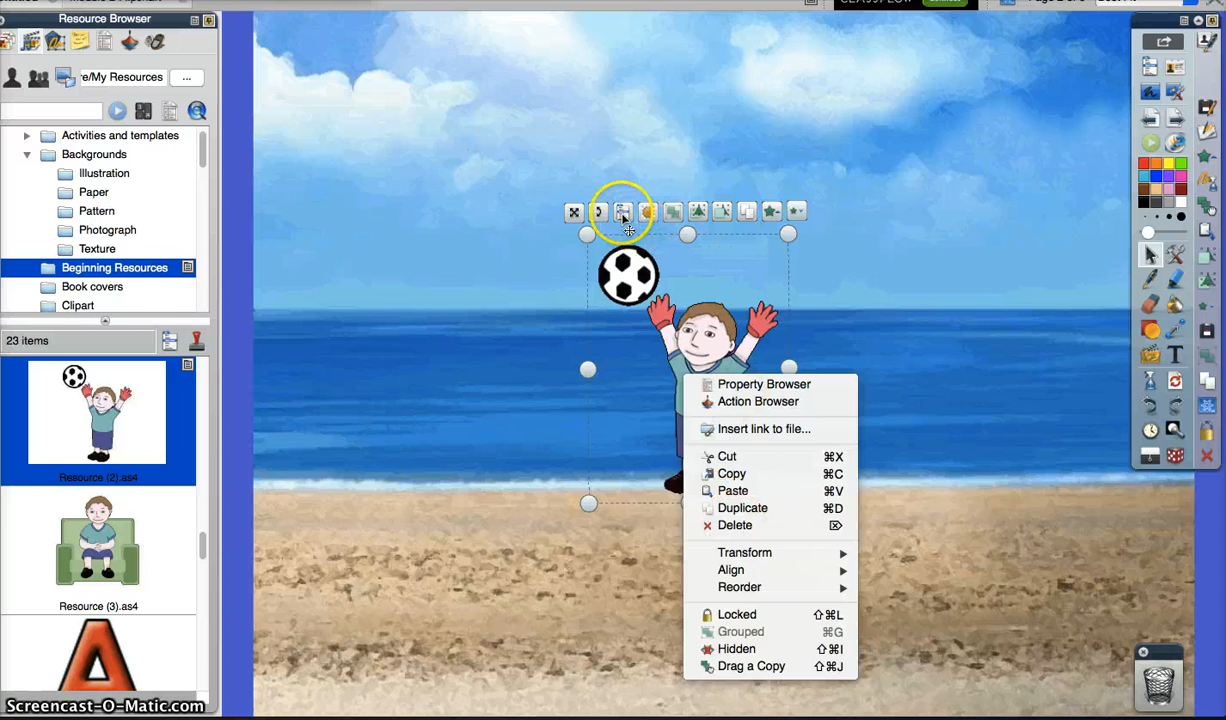 CLASSFLOW
Resource Browser
e/My Resources
...
Activities and templates
Backgrounds
Illustration
Paper
Pattern
Photograph
Texture
Beginning Resources
Book covers
Clipart
23 items
Resource (2).as4
Resource (3).as4
A
Property Browser
Action Browser
Insert link to file...
Cut ⌘X
Copy ⌘C
Paste ⌘V
Duplicate ⌘D
Delete ⌦
Transform
Align
Reorder
Locked ⇧⌘L
Grouped ⌘G
Hidden ⇧⌘I
Drag a Copy ⇧⌘J
T
Screencast-O-Matic.com